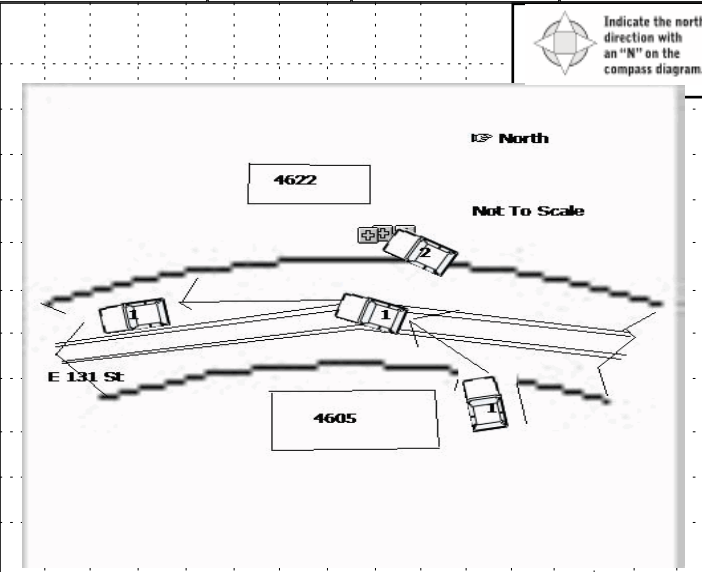 Indicate the north
direction with
an "N" on the
compass diagram.
☞ North
4622
Not To Scale
2
1
1
E 131 St
1
4605